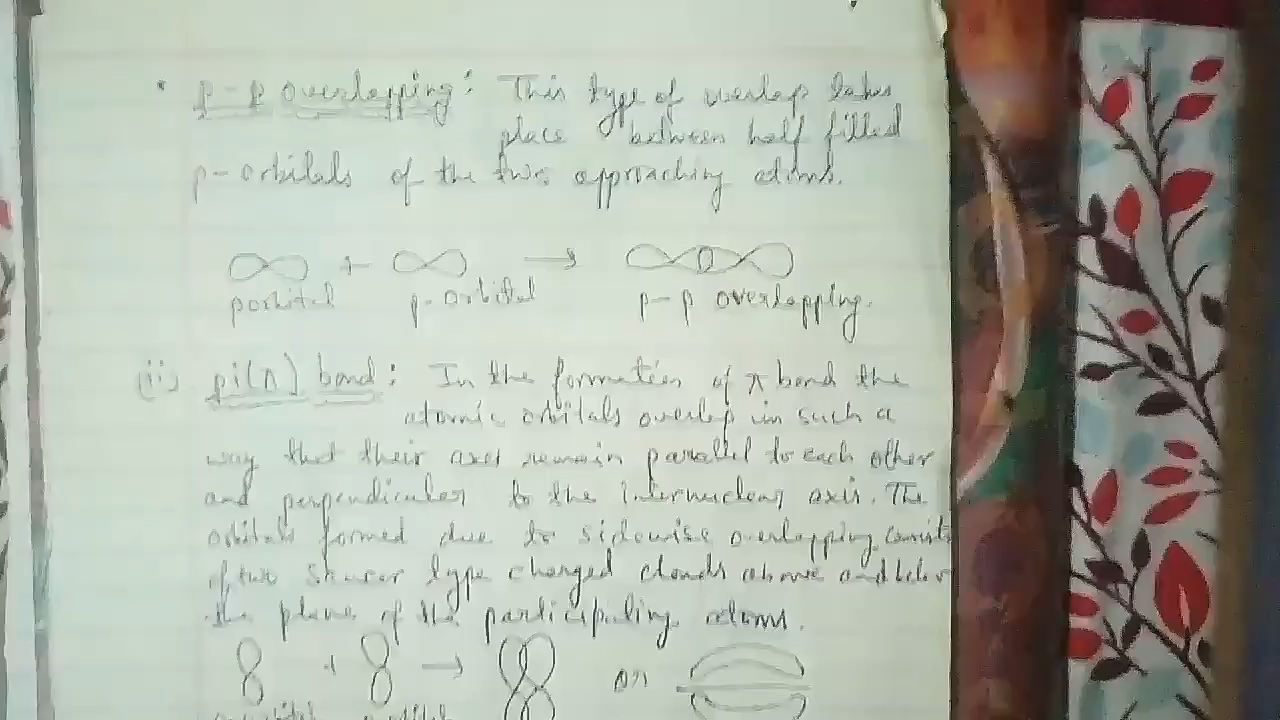 • p-p overlapping: This type of overlap takes
place between half filled
p-orbitals of the two approaching atoms.
+ →
p orbital p-orbital p-p overlapping.
(ii) pi(π) bond: In the formation of π bond the
atomic orbitals overlap in such a
way that their axes remain parallel to each other
and perpendicular to the internuclear axis. The
orbitals formed due to sidewise overlapping consists
of two saucer type charged clouds above and below
the plane of the participating atoms.
+ → or